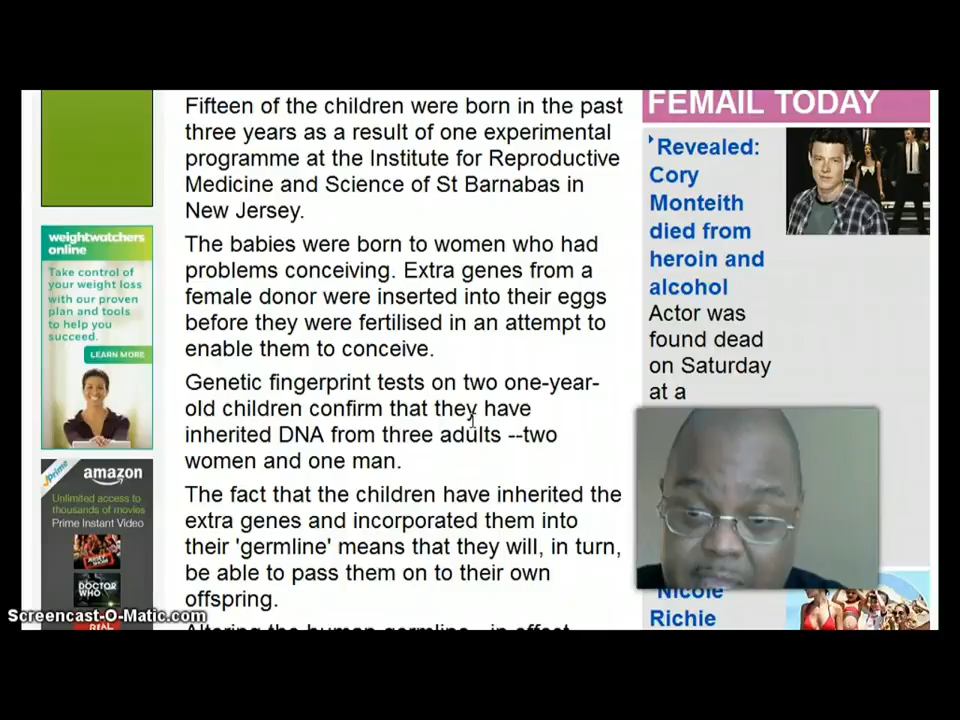 Fifteen of the children were born in the past
three years as a result of one experimental
programme at the Institute for Reproductive
Medicine and Science of St Barnabas in
New Jersey.
The babies were born to women who had
problems conceiving. Extra genes from a
female donor were inserted into their eggs
before they were fertilised in an attempt to
enable them to conceive.
Genetic fingerprint tests on two one-year-
old children confirm that they have
inherited DNA from three adults --two
women and one man.
The fact that the children have inherited the
extra genes and incorporated them into
their 'germline' means that they will, in turn,
be able to pass them on to their own
offspring.
Altering the human germline - in effect
weightwatchers
online
Take control of
your weight loss
with our proven
plan and tools
to help you
succeed.
LEARN MORE
Prime
amazon
Unlimited access to
thousands of movies
Prime Instant Video
DOCTOR
WHO
REAL
Screencast-O-Matic.com
FEMAIL TODAY
Revealed:
Cory
Monteith
died from
heroin and
alcohol
Actor was
found dead
on Saturday
at a
Nicole
Richie